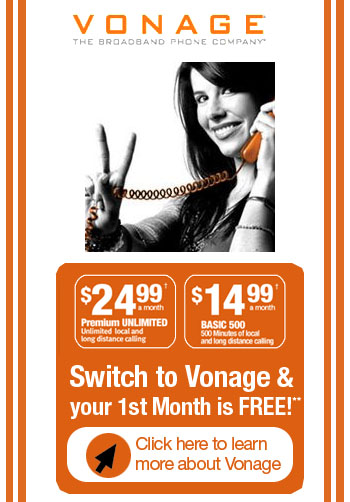 VONAGE
THE BROADBAND PHONE COMPANY
$24.99† a month
Premium UNLIMITED
Unlimited local and
long distance calling
$14.99† a month
BASIC 500
500 Minutes of local
and long distance calling
Switch to Vonage &
your 1st Month is FREE!**
Click here to learn
more about Vonage